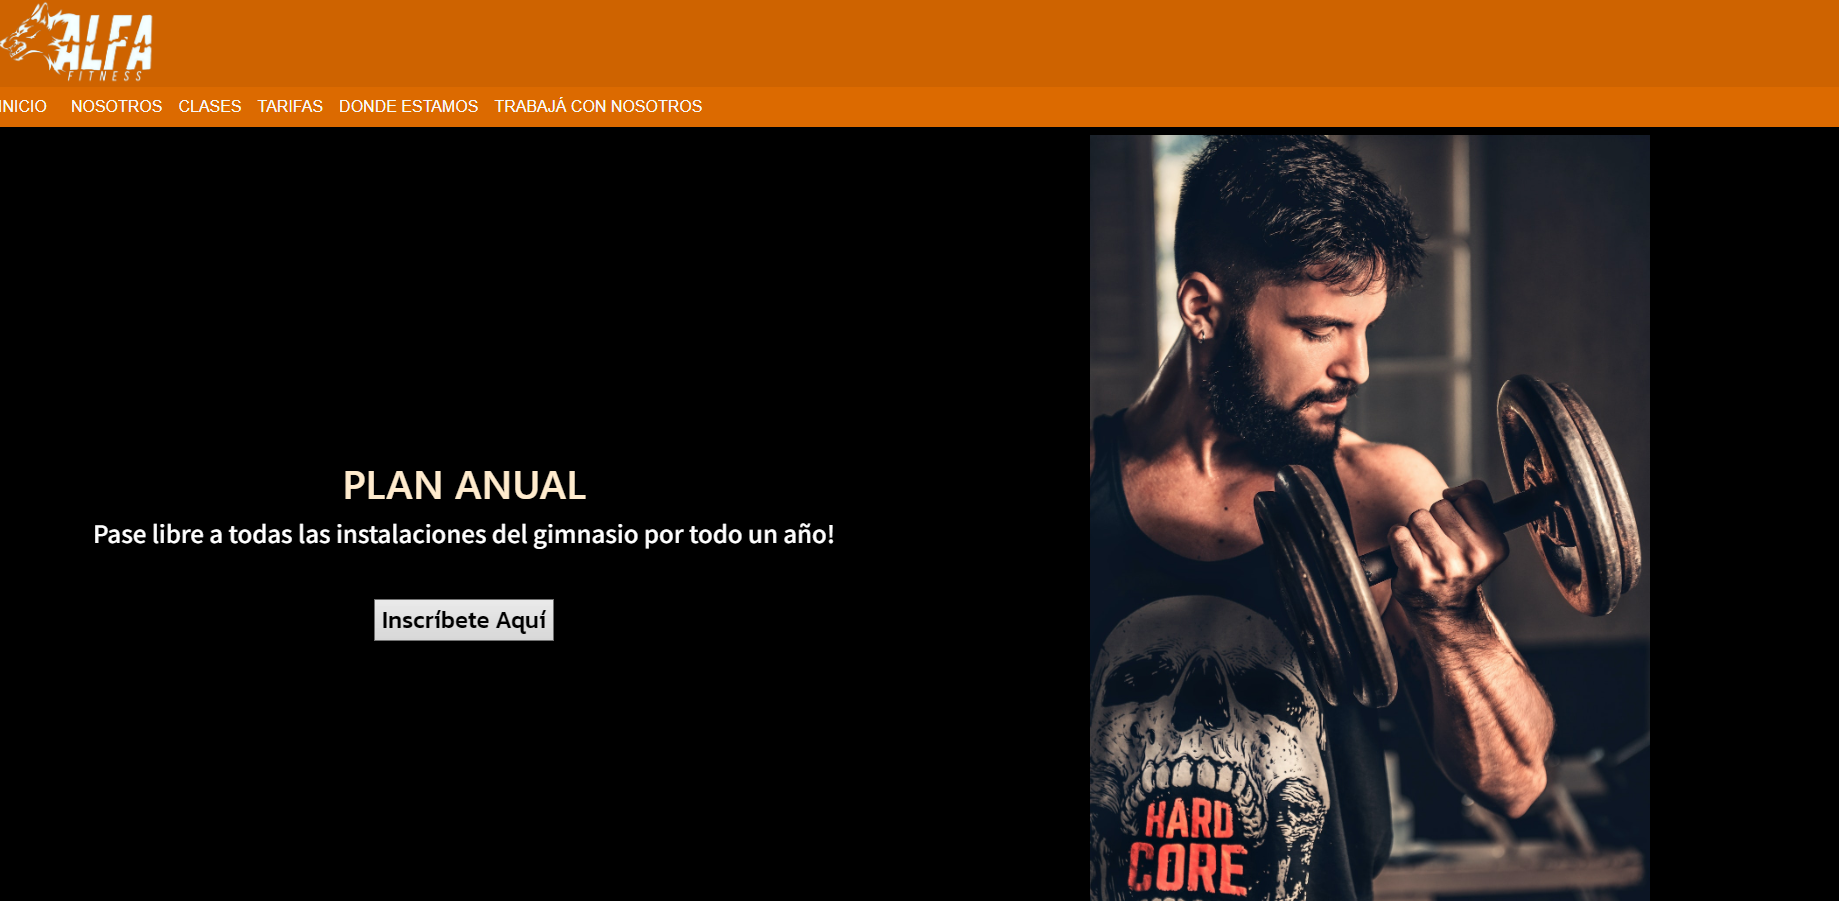 ALFA
FITNESS
INICIO NOSOTROS CLASES TARIFAS DONDE ESTAMOS TRABAJÁ CON NOSOTROS
PLAN ANUAL
Pase libre a todas las instalaciones del gimnasio por todo un año!
Inscríbete Aquí
HARD
CORE